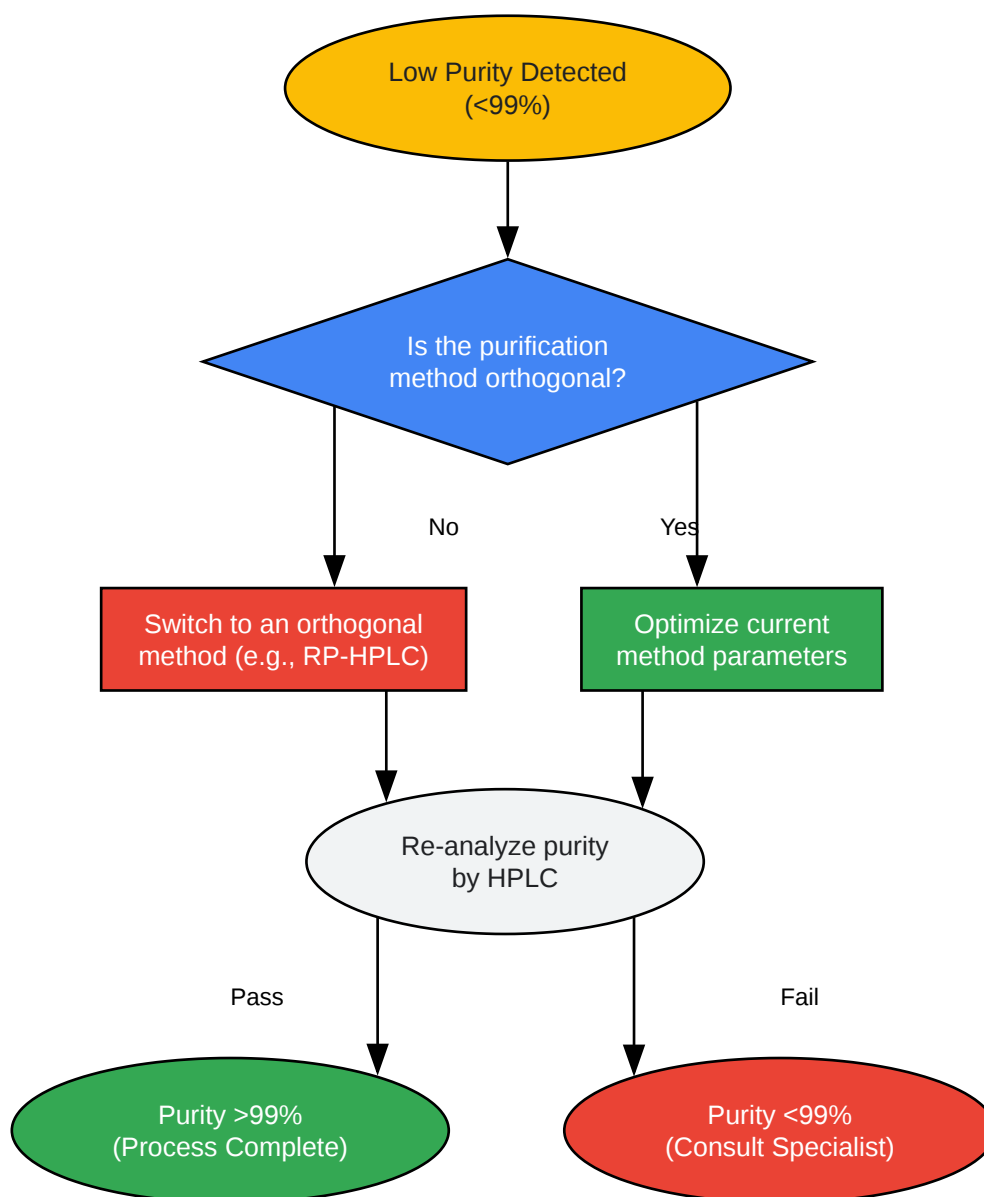 Low Purity Detected
(<99%)
Is the purification
method orthogonal?
No
Yes
Switch to an orthogonal
method (e.g., RP-HPLC)
Optimize current
method parameters
Re-analyze purity
by HPLC
Pass
Fail
Purity >99%
(Process Complete)
Purity <99%
(Consult Specialist)